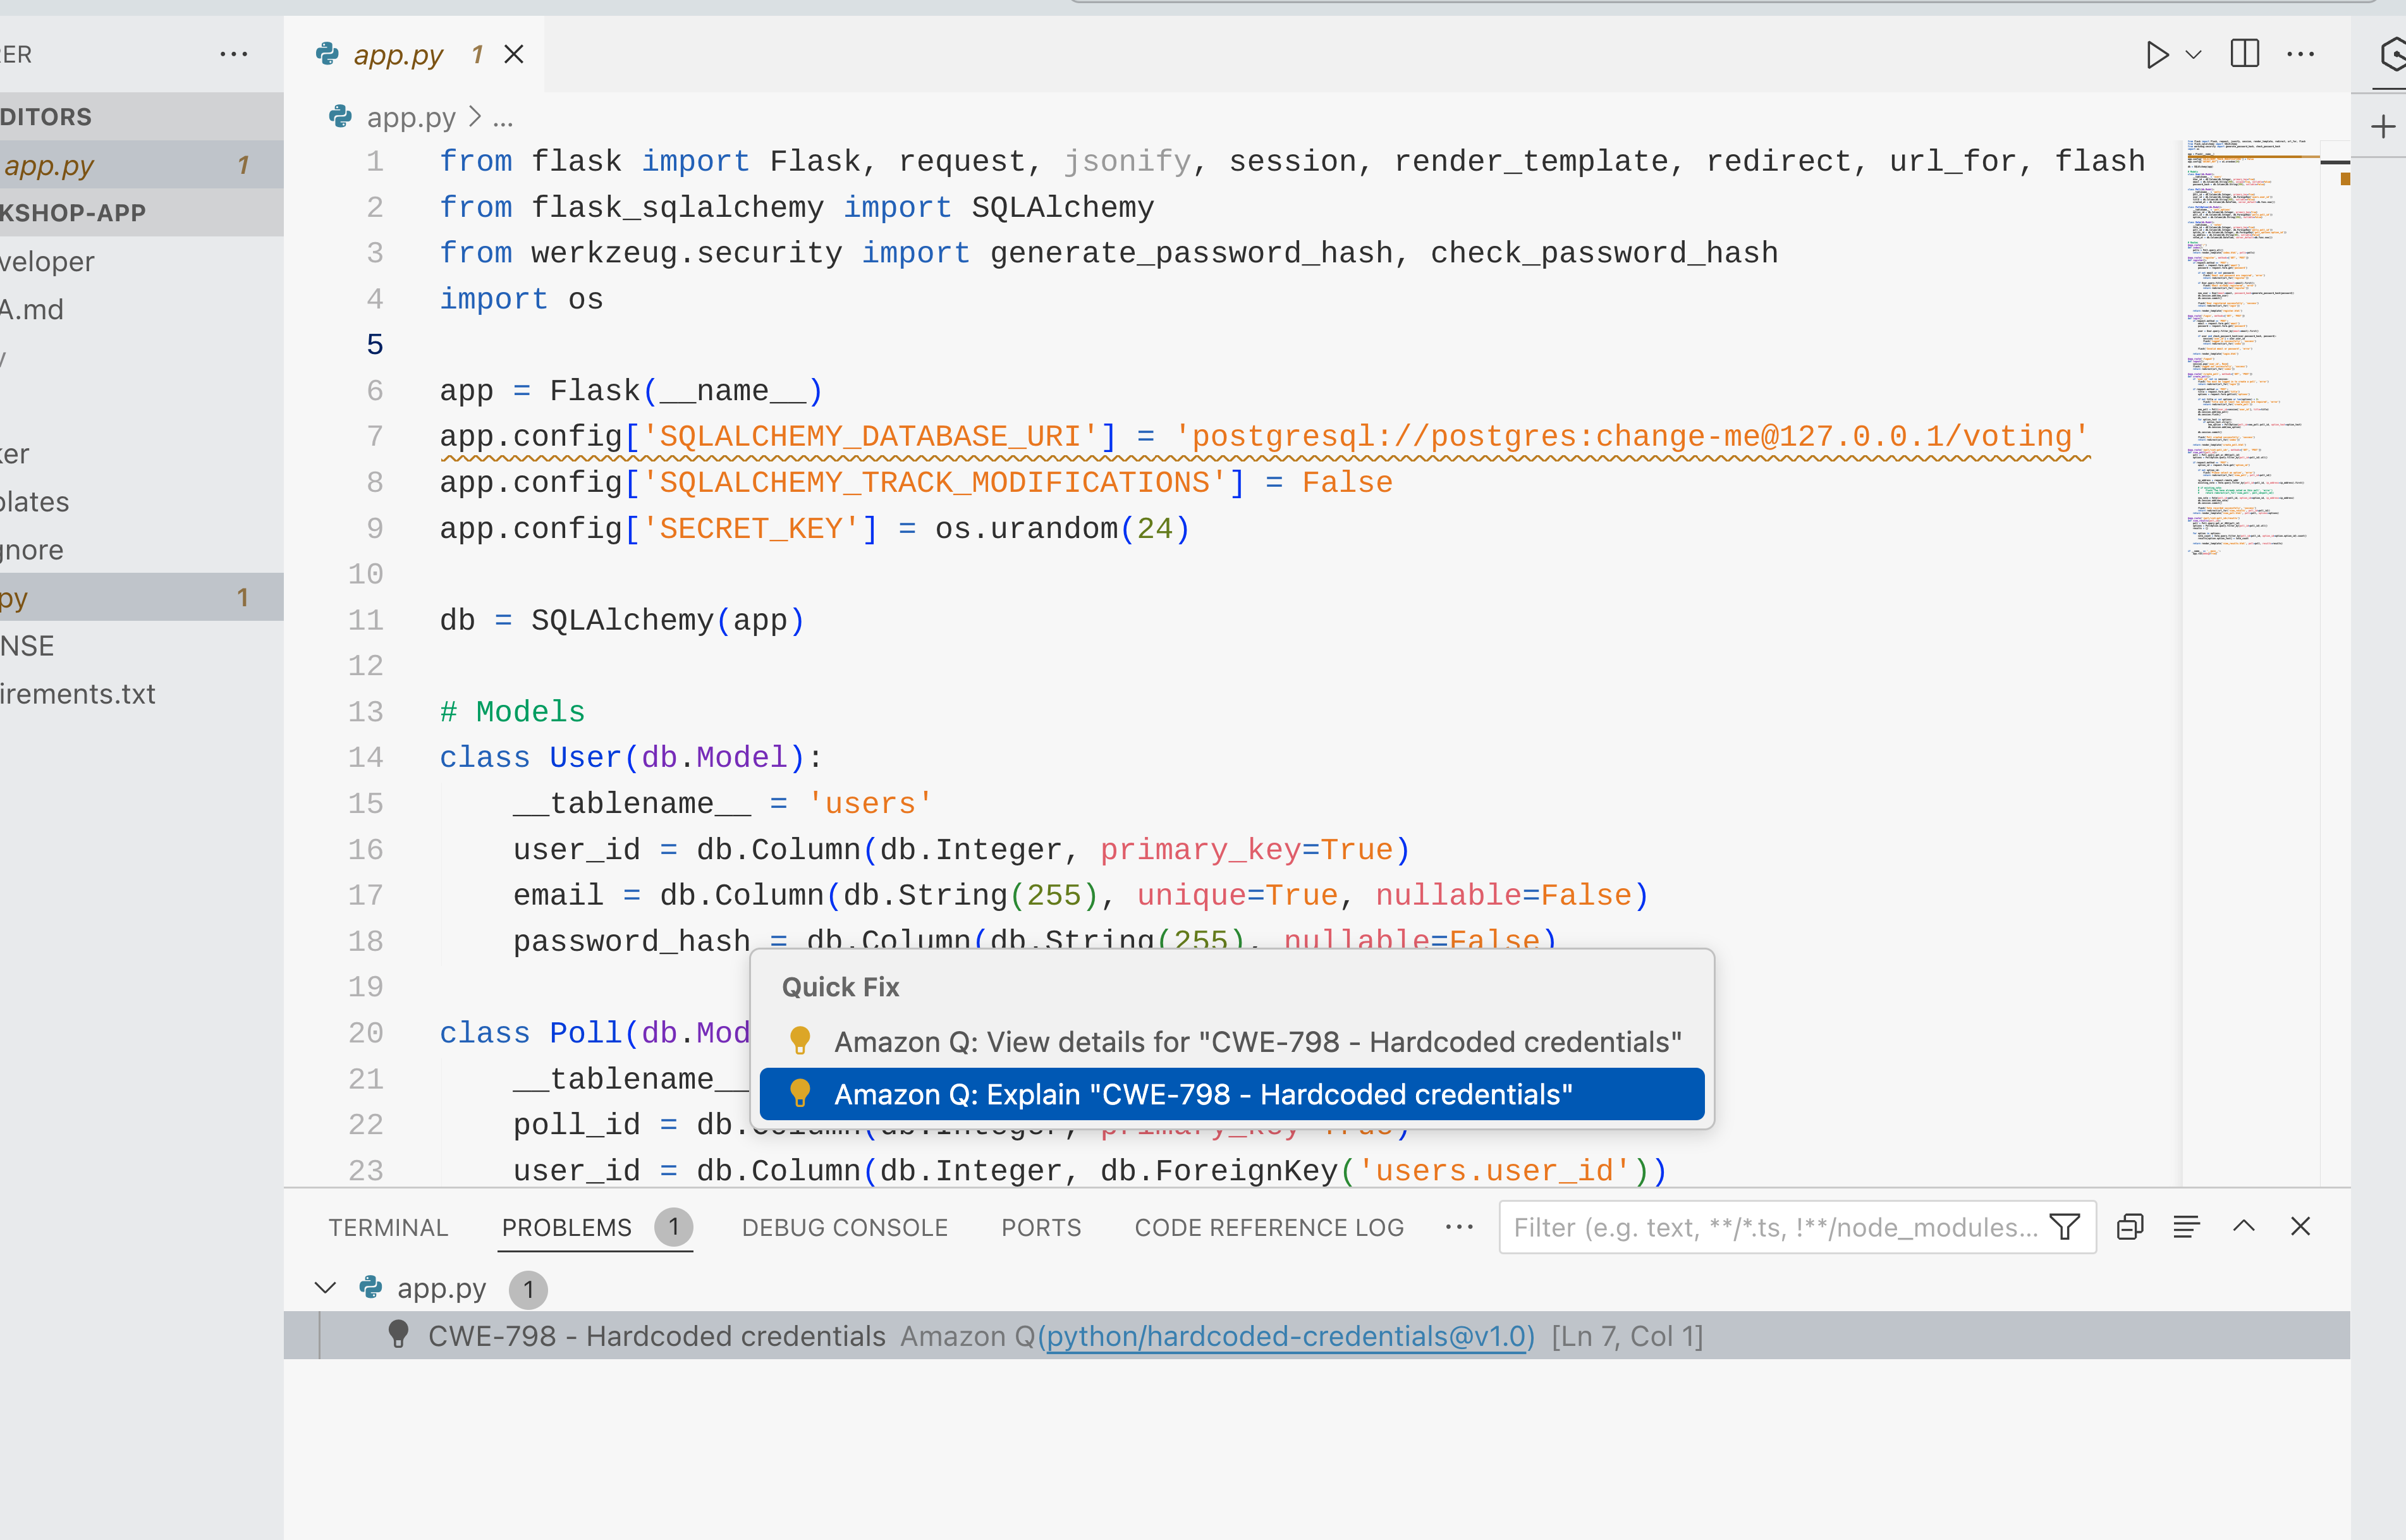 ER
app.py 1
DITORS
app.py 1
KSHOP-APP
veloper
A.md
y
ker
plates
gnore
py 1
NSE
irements.txt
app.py > ...
1 from flask import Flask, request, jsonify, session, render_template, redirect, url_for, flash
2 from flask_sqlalchemy import SQLAlchemy
3 from werkzeug.security import generate_password_hash, check_password_hash
4 import os
5
6 app = Flask(__name__)
7 app.config['SQLALCHEMY_DATABASE_URI'] = 'postgresql://postgres:change-me@127.0.0.1/voting'
8 app.config['SQLALCHEMY_TRACK_MODIFICATIONS'] = False
9 app.config['SECRET_KEY'] = os.urandom(24)
10
11 db = SQLAlchemy(app)
12
13 # Models
14 class User(db.Model):
15 __tablename__ = 'users'
16 user_id = db.Column(db.Integer, primary_key=True)
17 email = db.Column(db.String(255), unique=True, nullable=False)
18 password_hash = db.Column(db.String(255), nullable=False)
19
20 class Poll(db.Mod
21 __tablename__
22 poll_id = db.Column(db.Integer, primary_key=True)
23 user_id = db.Column(db.Integer, db.ForeignKey('users.user_id'))
Quick Fix
Amazon Q: View details for "CWE-798 - Hardcoded credentials"
Amazon Q: Explain "CWE-798 - Hardcoded credentials"
TERMINAL PROBLEMS 1 DEBUG CONSOLE PORTS CODE REFERENCE LOG ... Filter (e.g. text, **/*.ts, !**/node_modules...
app.py 1
CWE-798 - Hardcoded credentials Amazon Q(python/hardcoded-credentials@v1.0) [Ln 7, Col 1]